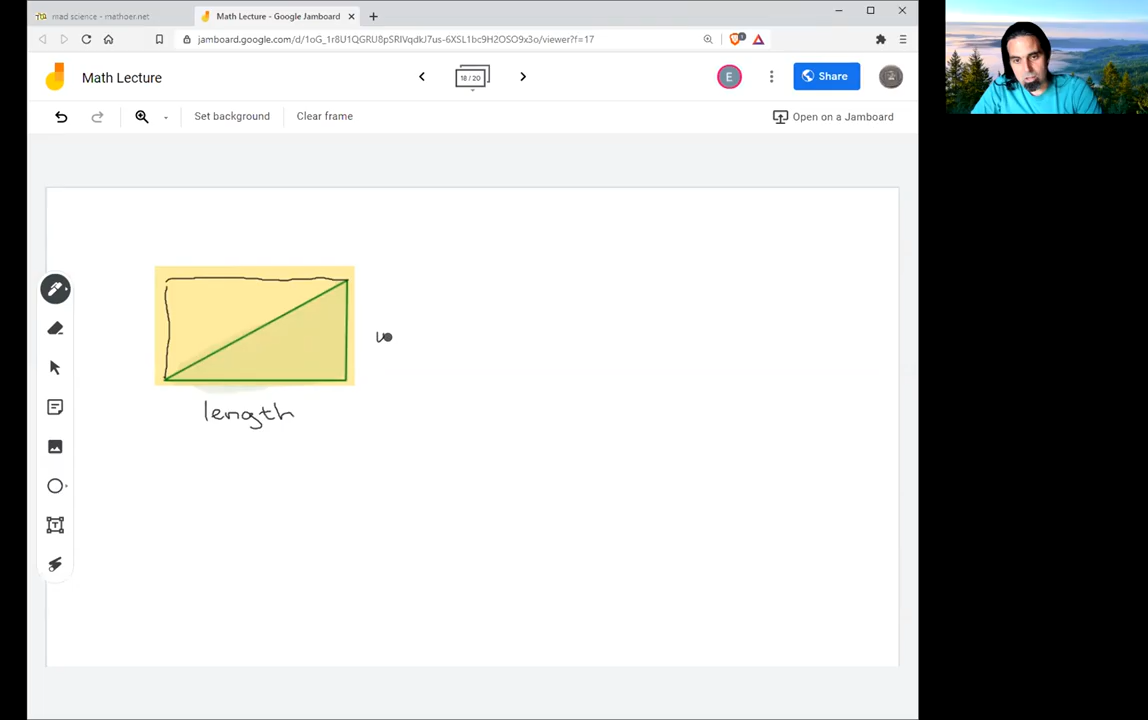 mad science - mathoer.net
Math Lecture - Google Jamboard
jamboard.google.com/d/1oG_1r8U1QGRU8pSRIVqdkJ7us-6XSL1bc9H2OSO9x3o/viewer?f=17
Math Lecture
18 / 20
E
Share
Set background
Clear frame
Open on a Jamboard
length